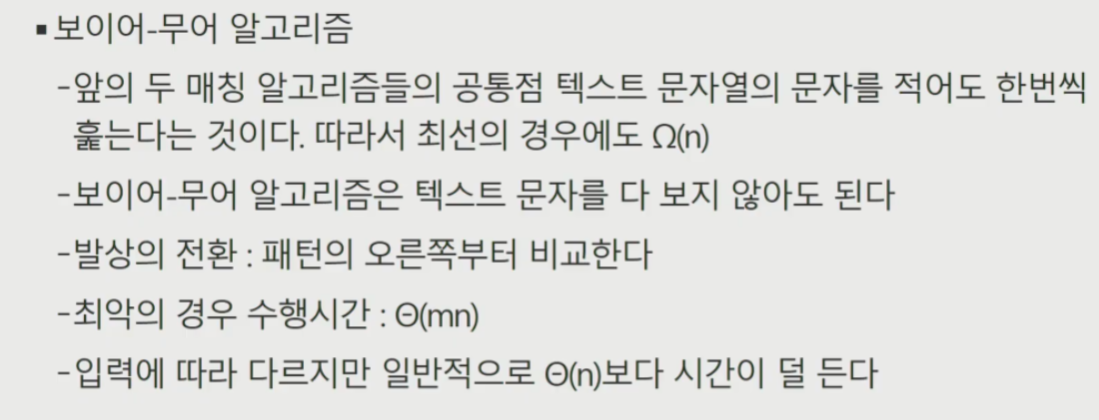 ▪ 보이어-무어 알고리즘
-앞의 두 매칭 알고리즘들의 공통점 텍스트 문자열의 문자를 적어도 한번씩
훑는다는 것이다. 따라서 최선의 경우에도 Ω(n)
-보이어-무어 알고리즘은 텍스트 문자를 다 보지 않아도 된다
-발상의 전환 : 패턴의 오른쪽부터 비교한다
-최악의 경우 수행시간 : Θ(mn)
-입력에 따라 다르지만 일반적으로 Θ(n)보다 시간이 덜 든다